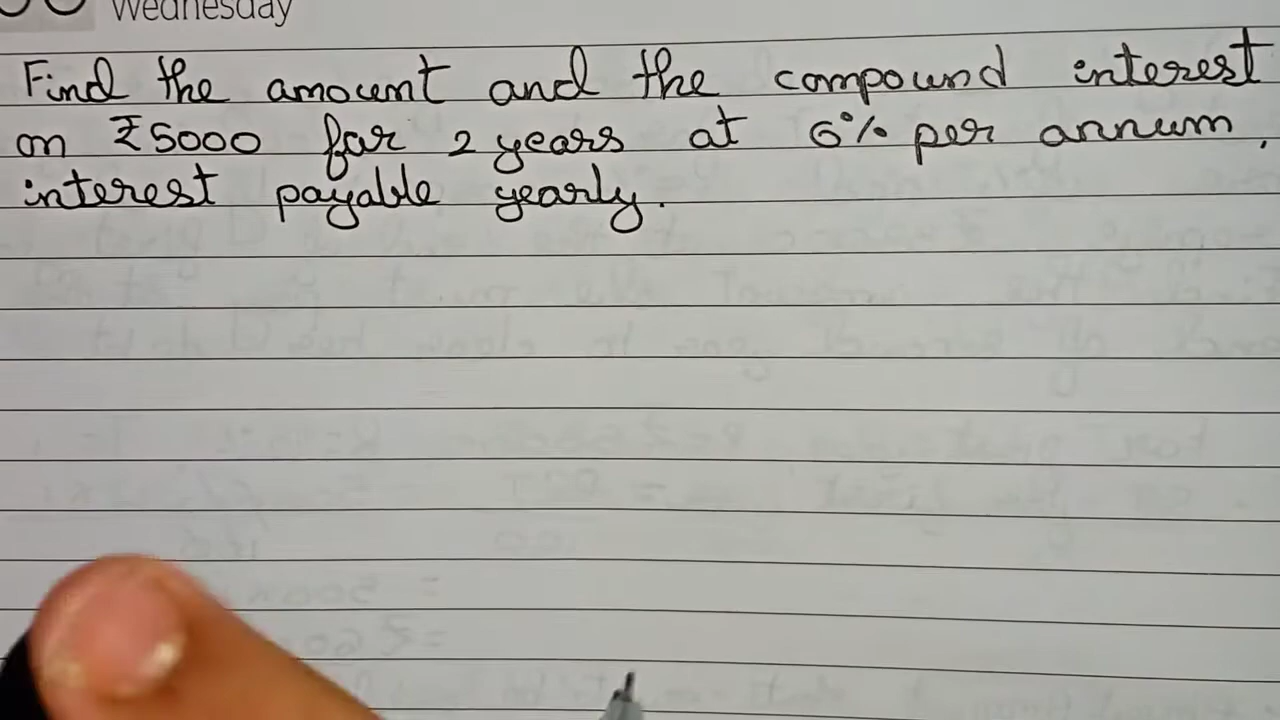 Wednesday
Find the amount and the compound interest
on ₹5000 for 2 years at 6% per annum,
interest payable yearly.